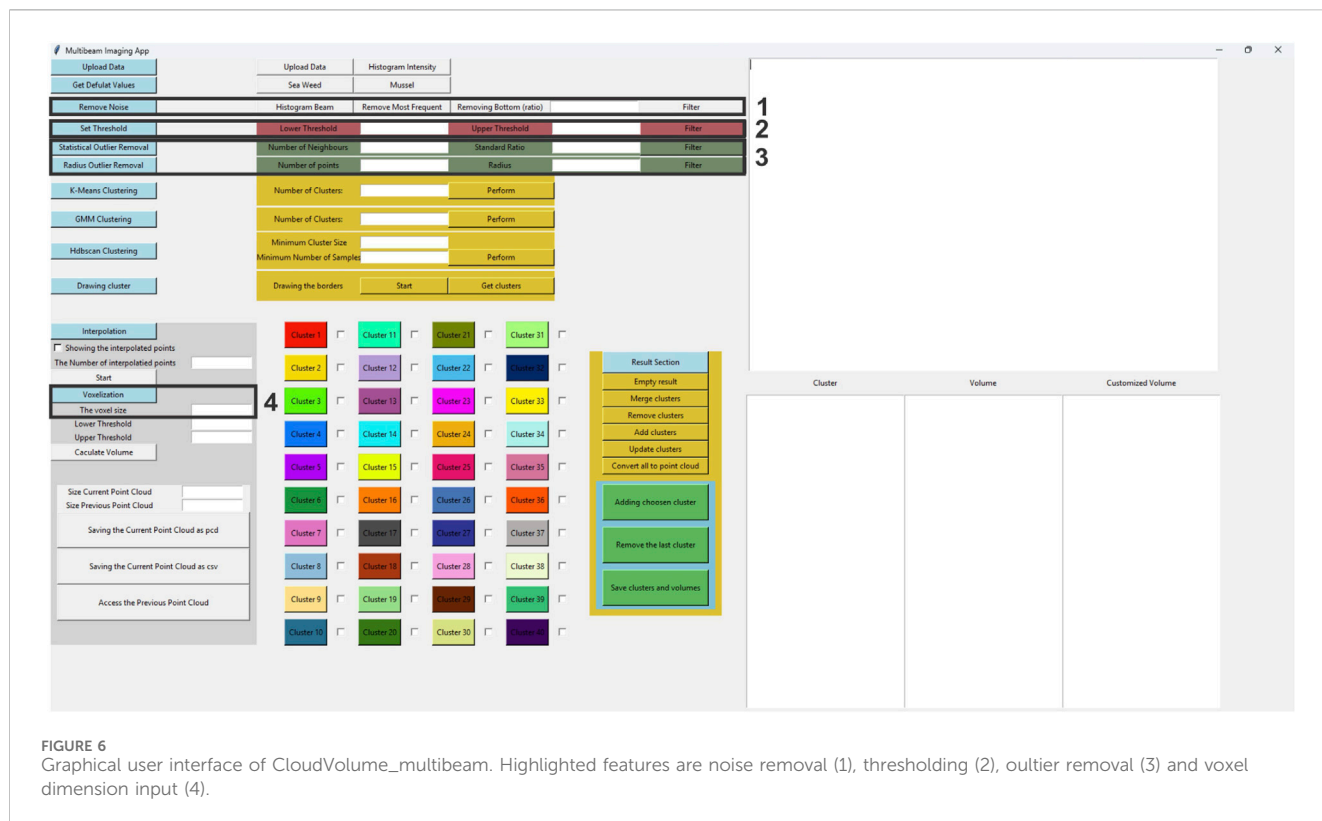 Multibeam Imaging App
Upload Data Upload Data Histogram Intensity
Get Defulat Values Sea Weed Mussel
Remove Noise Histogram Beam Remove Most Frequent Removing Bottom (ratio) Filter 1
Set Threshold Lower Threshold Upper Threshold Filter 2
Statistical Outlier Removal Number of Neighbours Standard Ratio Filter 3
Radius Outlier Removal Number of points Radius Filter
K-Means Clustering Number of Clusters: Perform
GMM Clustering Number of Clusters: Perform
Hdbscan Clustering Minimum Cluster Size
Minimum Number of Samples Perform
Drawing cluster Drawing the borders Start Get clusters
Interpolation
Showing the interpolated points
The Number of interpolatied points
Start
Voxelization
The voxel size 4
Lower Threshold
Upper Threshold
Caculate Volume
Size Current Point Cloud
Size Previous Point Cloud
Saving the Current Point Cloud as pcd
Saving the Current Point Cloud as csv
Access the Previous Point Cloud
Cluster 1 Cluster 11 Cluster 21 Cluster 31
Cluster 2 Cluster 12 Cluster 22 Cluster 32
Cluster 3 Cluster 13 Cluster 23 Cluster 33
Cluster 4 Cluster 14 Cluster 24 Cluster 34
Cluster 5 Cluster 15 Cluster 25 Cluster 35
Cluster 6 Cluster 16 Cluster 26 Cluster 36
Cluster 7 Cluster 17 Cluster 27 Cluster 37
Cluster 8 Cluster 18 Cluster 28 Cluster 38
Cluster 9 Cluster 19 Cluster 29 Cluster 39
Cluster 10 Cluster 20 Cluster 30 Cluster 40
Result Section
Empty result
Merge clusters
Remove clusters
Add clusters
Update clusters
Convert all to point cloud
Adding choosen cluster
Remove the last cluster
Save clusters and volumes
Cluster Volume Customized Volume
FIGURE 6
Graphical user interface of CloudVolume_multibeam. Highlighted features are noise removal (1), thresholding (2), oultier removal (3) and voxel
dimension input (4).